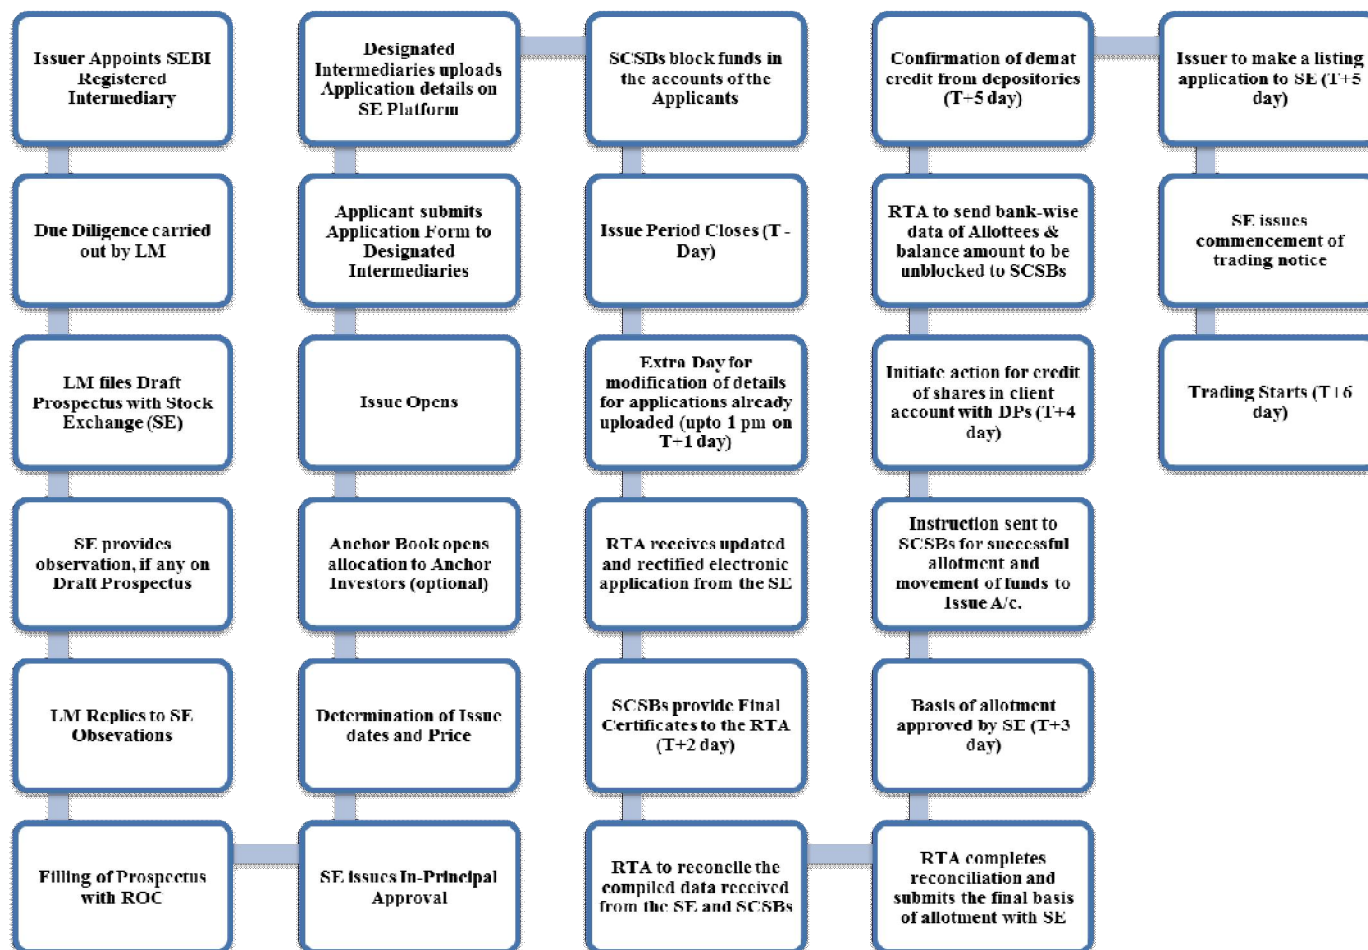 Issuer Appoints SEBI
Registered
Intermediary
Due Diligence carried
out by LM
LM files Draft
Prospectus with Stock
Exchange (SE)
SE provides
observation, if any on
Draft Prospectus
LM Replies to SE
Obsevations
Filling of Prospectus
with ROC
SE issues In-Principal
Approval
Determination of Issue
dates and Price
Anchor Book opens
allocation to Anchor
Investors (optional)
Issue Opens
Applicant submits
Application Form to
Designated
Intermediaries
Designated
Intermediaries uploads
Application details on
SE Platform
SCSBs block funds in
the accounts of the
Applicants
Issue Period Closes (T -
Day)
Extra Day for
modification of details
for applications already
uploaded (upto 1 pm on
T+1 day)
RTA receives updated
and rectified electronic
application from the SE
SCSBs provide Final
Certificates to the RTA
(T+2 day)
RTA to reconcile the
compiled data received
from the SE and SCSBs
RTA completes
reconciliation and
submits the final basis
of allotment with SE
Basis of allotment
approved by SE (T+3
day)
Instruction sent to
SCSBs for successful
allotment and
movement of funds to
Issue A/c.
Initiate action for credit
of shares in client
account with DPs (T+4
day)
RTA to send bank-wise
data of Allottees &
balance amount to be
unblocked to SCSBs
Confirmation of demat
credit from depositories
(T+5 day)
Issuer to make a listing
application to SE (T+5
day)
SE issues
commencement of
trading notice
Trading Starts (T+6
day)